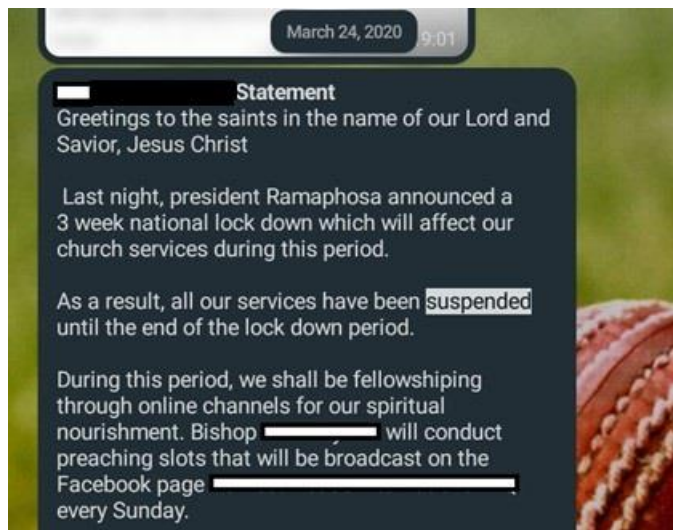 March 24, 2020
9:01
Statement
Greetings to the saints in the name of our Lord and
Savior, Jesus Christ
Last night, president Ramaphosa announced a
3 week national lock down which will affect our
church services during this period.
As a result, all our services have been suspended
until the end of the lock down period.
During this period, we shall be fellowshiping
through online channels for our spiritual
nourishment. Bishop will conduct
preaching slots that will be broadcast on the
Facebook page
every Sunday.